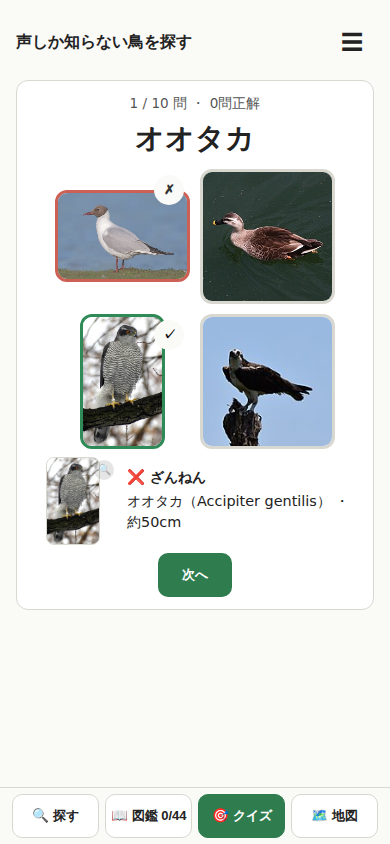 声しか知らない鳥を探す
1 / 10 問 ・ 0問正解
オオタカ
✗
✓
❌ ざんねん
オオタカ（Accipiter gentilis） ・
約50cm
次へ
🔍 探す
📖 図鑑 0/44
🎯 クイズ
🗺️ 地図